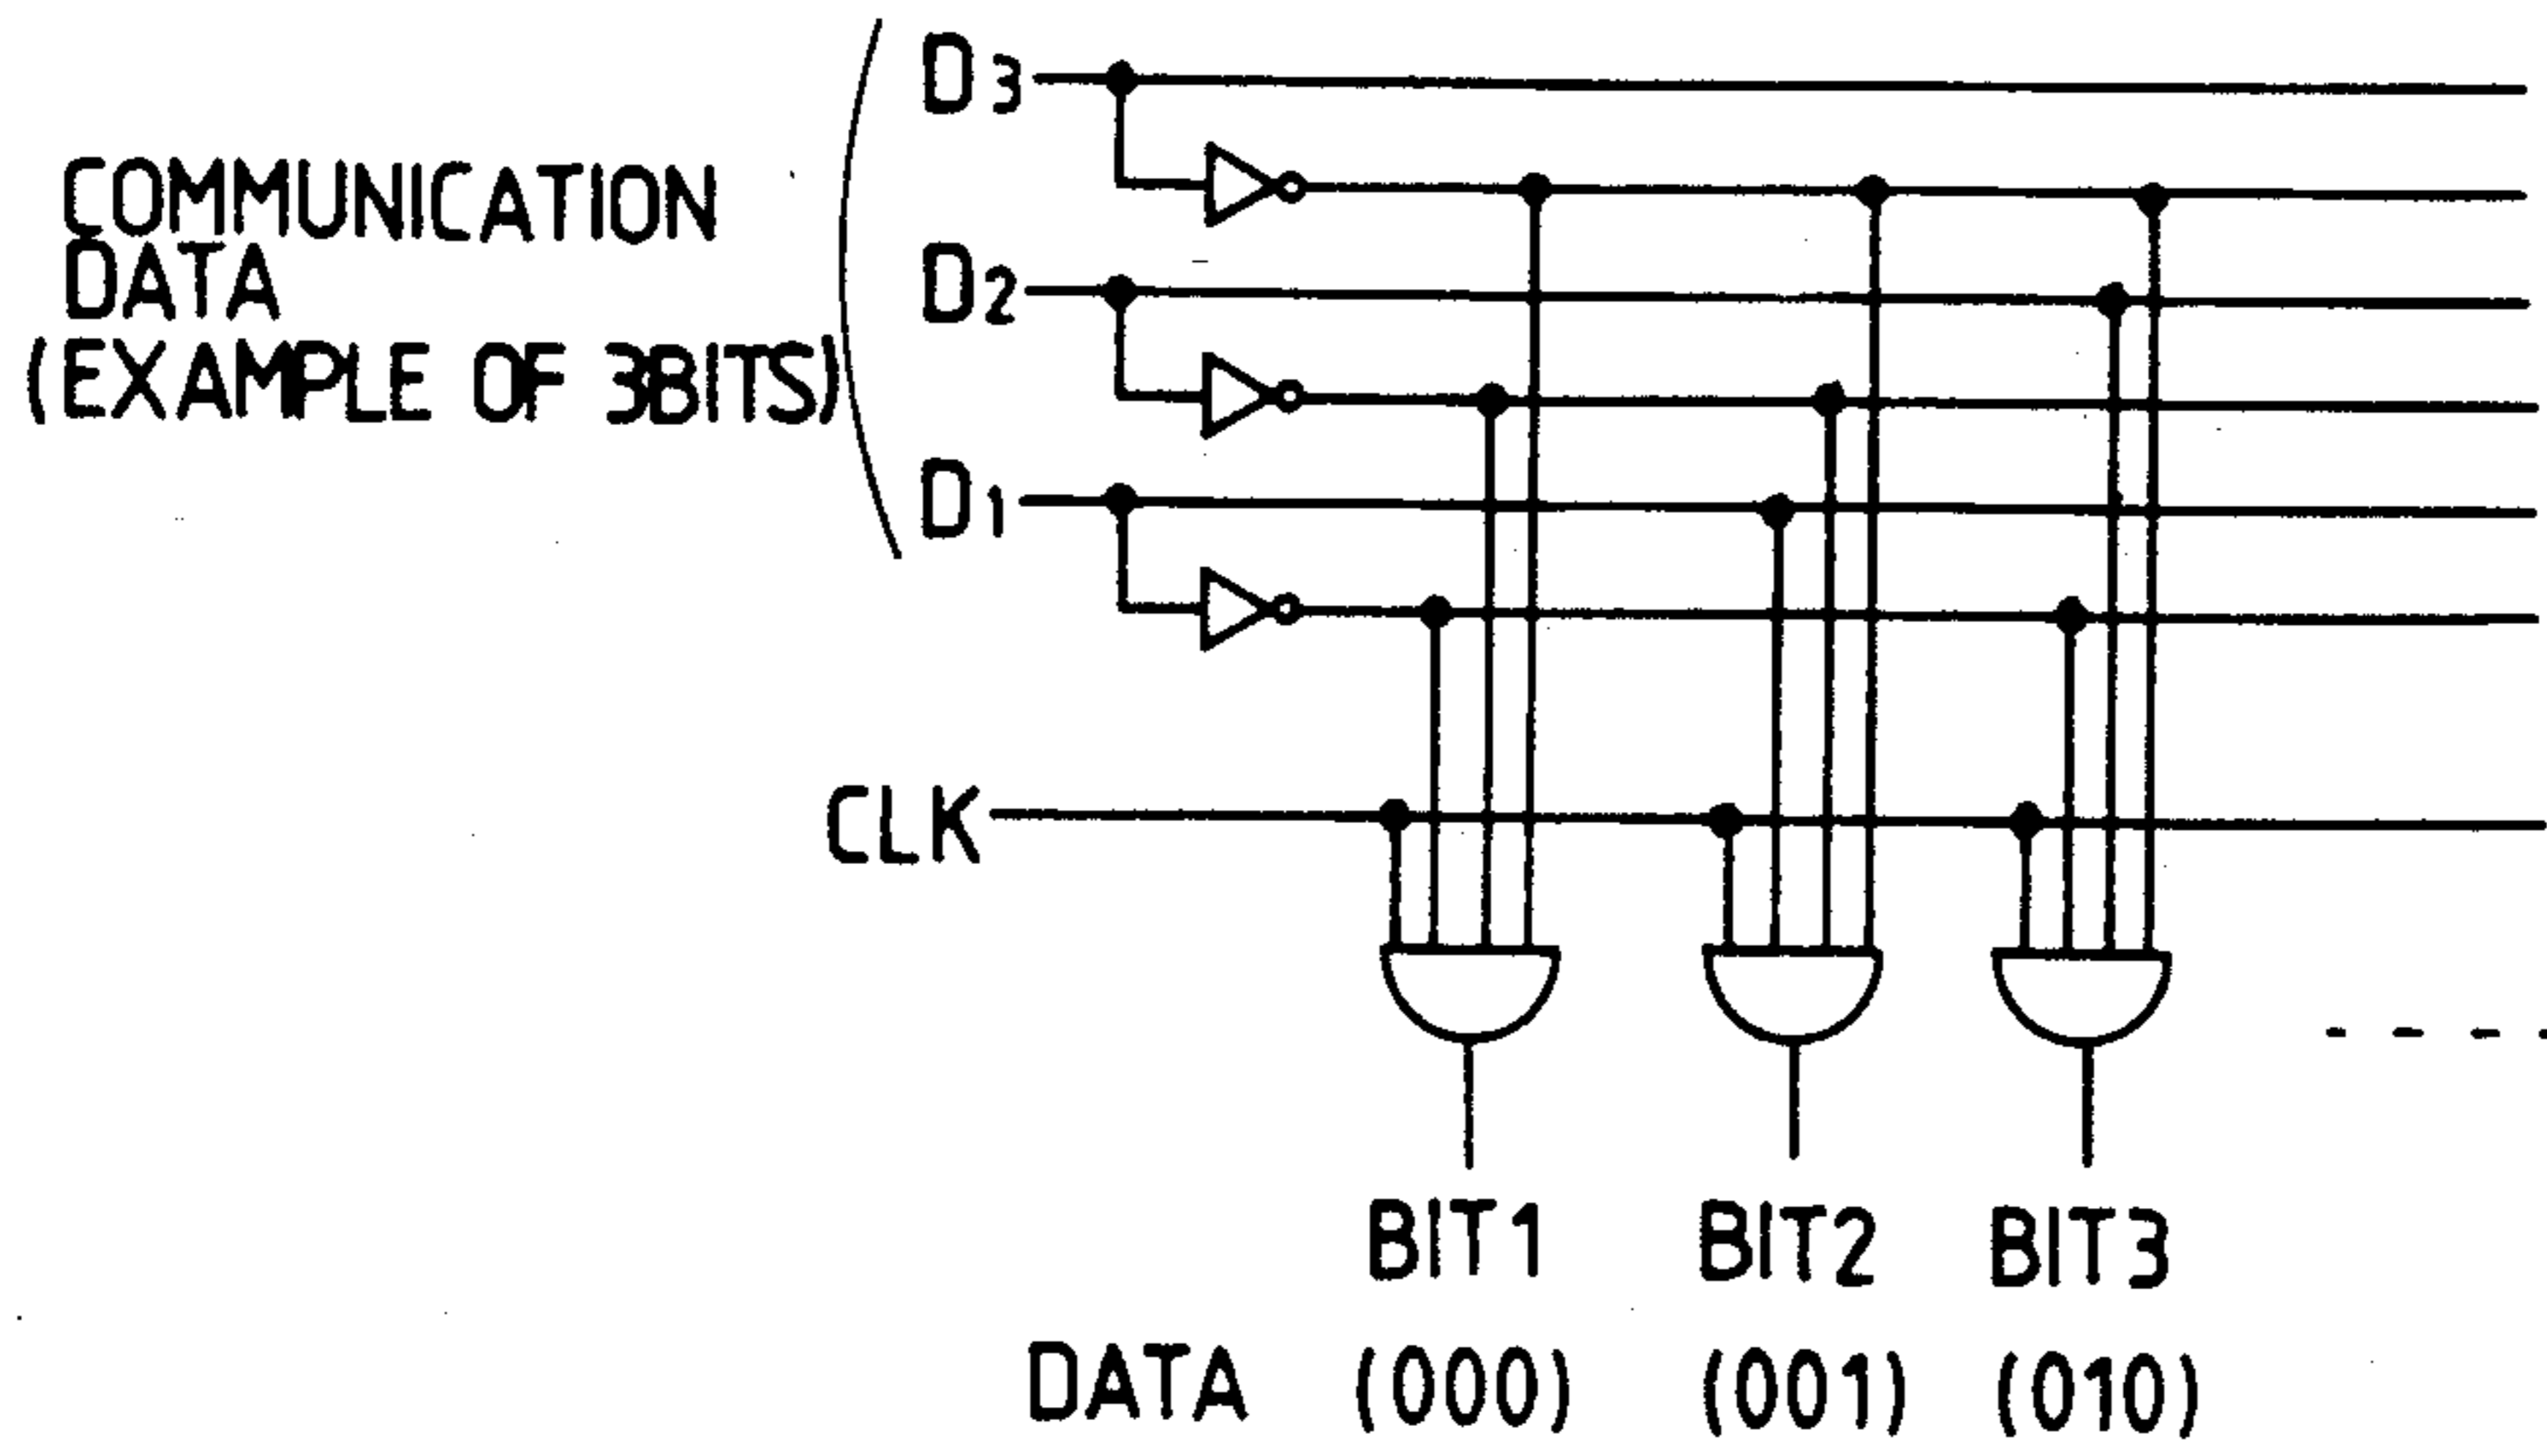 COMMUNICATION
DATA
(EXAMPLE OF 3BITS)
D3
D2
D1
CLK
BIT1 BIT2 BIT3
DATA (000) (001) (010)